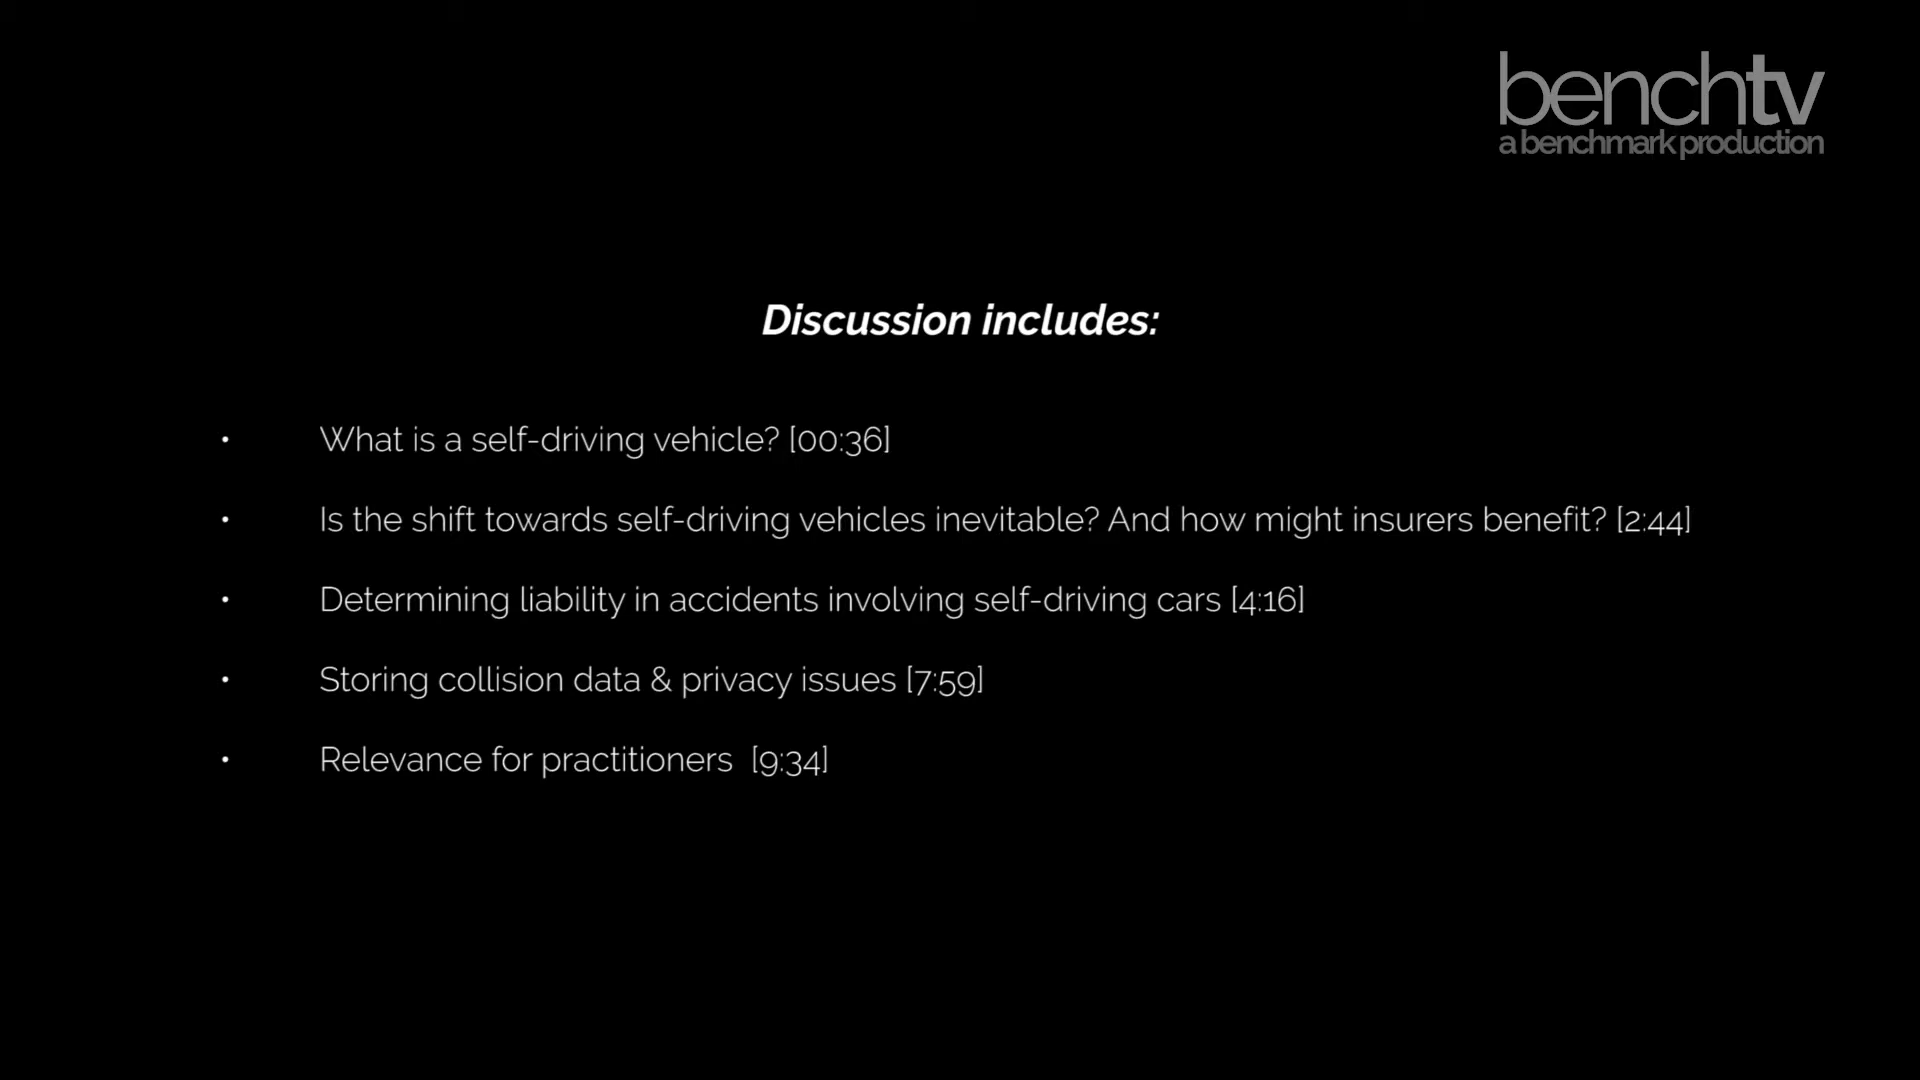 benchtv
a benchmark production
Discussion includes:
• What is a self-driving vehicle? [00:36]
• Is the shift towards self-driving vehicles inevitable? And how might insurers benefit? [2:44]
• Determining liability in accidents involving self-driving cars [4:16]
• Storing collision data & privacy issues [7:59]
• Relevance for practitioners [9:34]